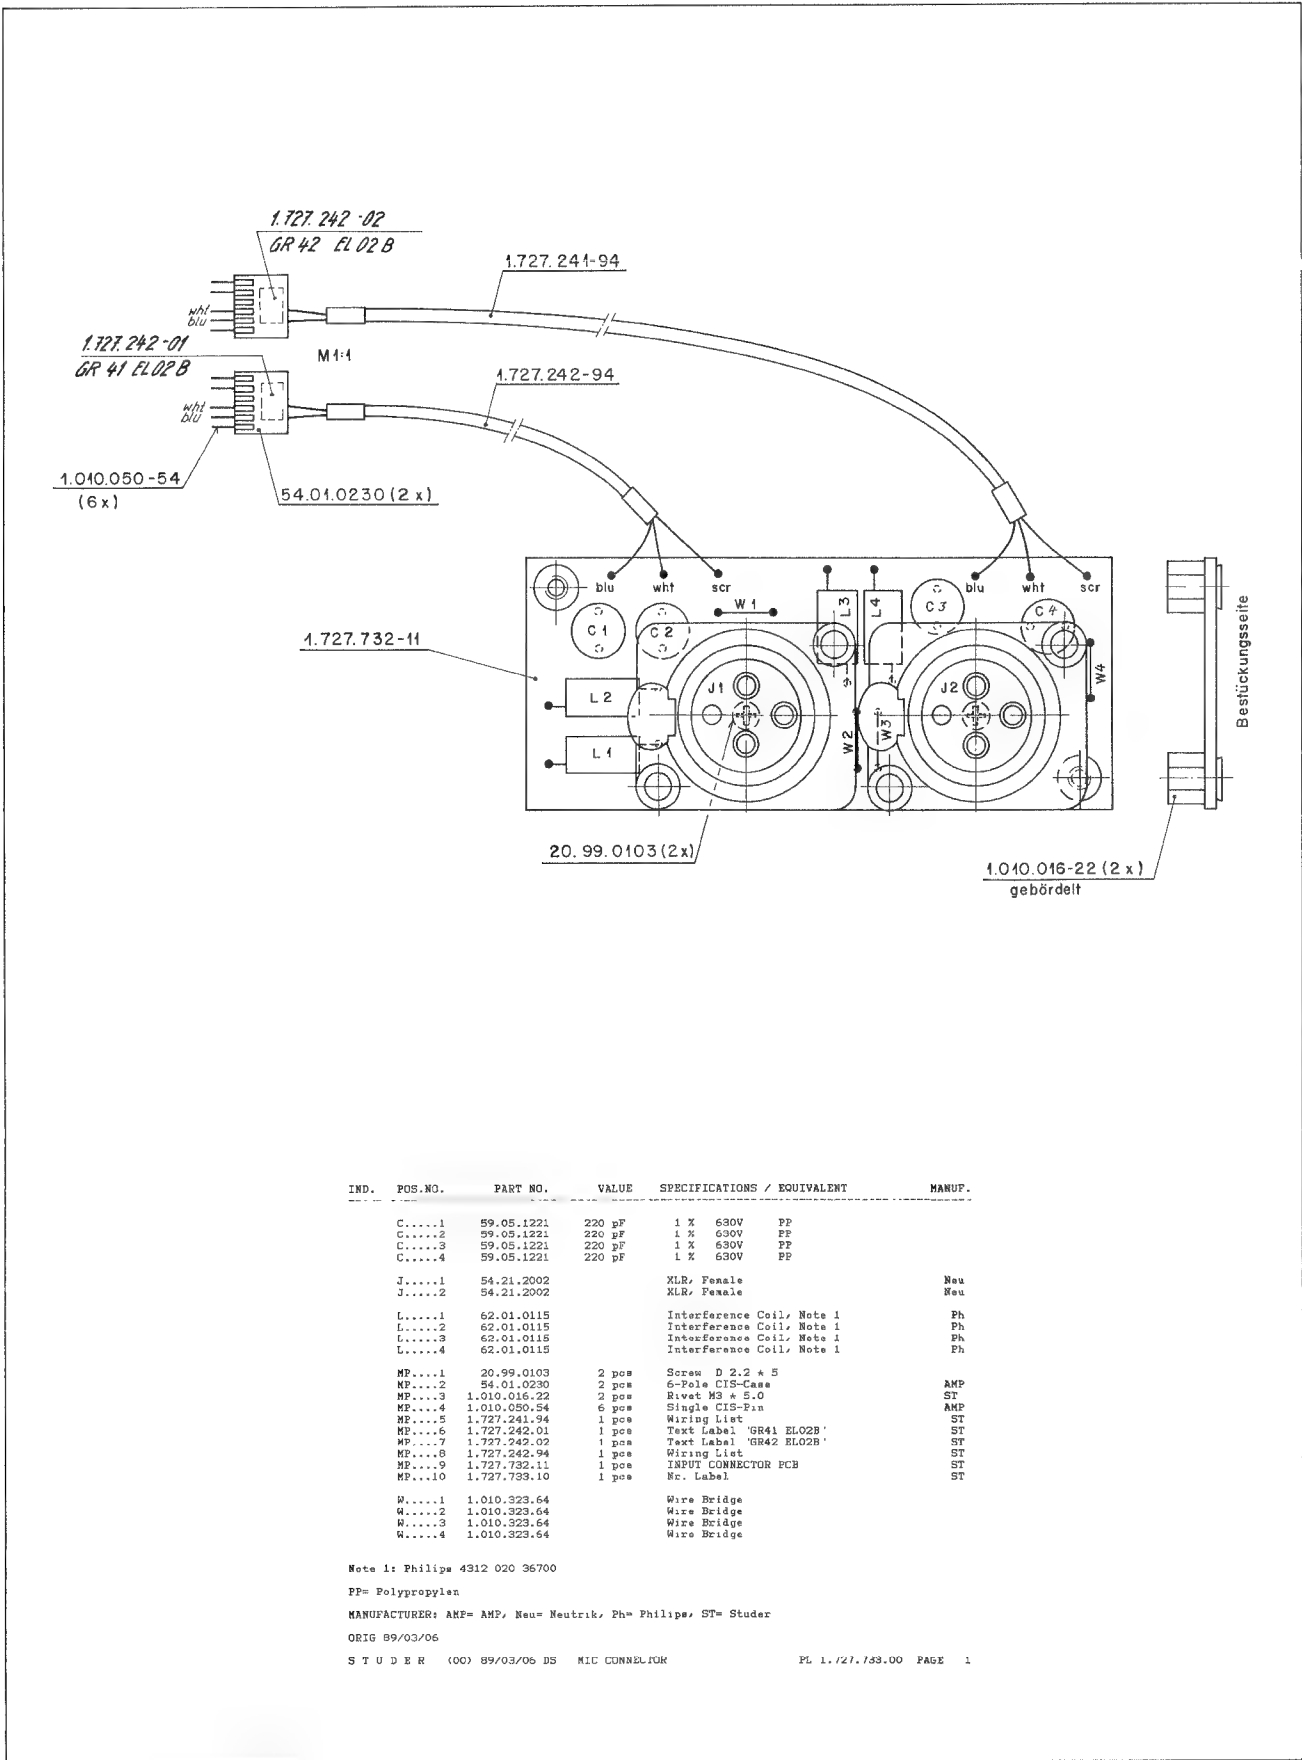 1.727.242-02
GR 42 EL 02 B
1.727.241-94
wht
blu
1.727.242-01
GR 41 EL02B
M1:1
1.727.242-94
wht
blu
1.010.050-54
(6x)
54.01.0230 (2x)
blu wht scr
blu wht scr
W1
L3
L4
C1
C2
C3
C4
1.727.732-11
W4
J1
J2
L2
W2
W3
L1
Bestückungsseite
20.99.0103 (2x)
1.010.016-22 (2x)
gebördelt
IND. POS.NO. PART NO. VALUE SPECIFICATIONS / EQUIVALENT MANUF.
C.....1 59.05.1221 220 pF 1 % 630V PP
C.....2 59.05.1221 220 pF 1 % 630V PP
C.....3 59.05.1221 220 pF 1 % 630V PP
C.....4 59.05.1221 220 pF 1 % 630V PP
J.....1 54.21.2002 XLR, Female Neu
J.....2 54.21.2002 XLR, Female Neu
L.....1 62.01.0115 Interference Coil, Note 1 Ph
L.....2 62.01.0115 Interference Coil, Note 1 Ph
L.....3 62.01.0115 Interference Coil, Note 1 Ph
L.....4 62.01.0115 Interference Coil, Note 1 Ph
MP....1 20.99.0103 2 pcs Screw D 2.2 * 5
MP....2 54.01.0230 2 pcs 6-Pole CIS-Case AMP
MP....3 1.010.016.22 2 pcs Rivet M3 * 5.0 ST
MP....4 1.010.050.54 6 pcs Single CIS-Pin AMP
MP....5 1.727.241.94 1 pce Wiring List ST
MP....6 1.727.242.01 1 pce Text Label 'GR41 EL02B' ST
MP....7 1.727.242.02 1 pce Text Label 'GR42 EL02B' ST
MP....8 1.727.242.94 1 pce Wiring List ST
MP....9 1.727.732.11 1 pce INPUT CONNECTOR PCB ST
MP...10 1.727.733.10 1 pce Nr. Label ST
W.....1 1.010.323.64 Wire Bridge
W.....2 1.010.323.64 Wire Bridge
W.....3 1.010.323.64 Wire Bridge
W.....4 1.010.323.64 Wire Bridge
Note 1: Philips 4312 020 36700
PP= Polypropylen
MANUFACTURER: AMP= AMP, Neu= Neutrik, Ph= Philips, ST= Studer
ORIG 89/03/06
S T U D E R (00) 89/03/06 DS MIC CONNECTOR PL 1.727.733.00 PAGE 1